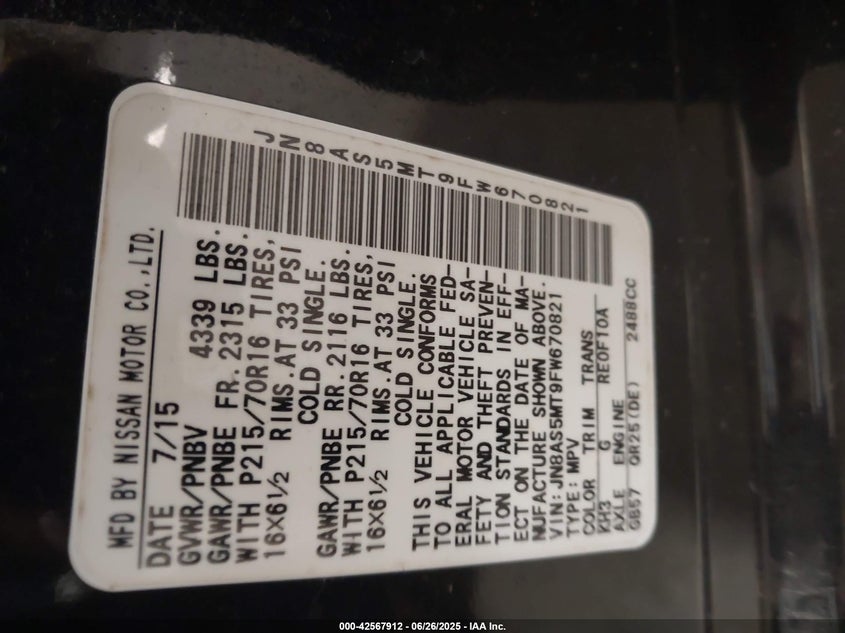 JN8AS5MT9FW670821
MFD BY NISSAN MOTOR CO.,LTD.
DATE 7/15
GVWR/PNBV 4339 LBS.
GAWR/PNBE FR.2315 LBS.
WITH P215/70R16 TIRES,
16X6½ RIMS.AT 33 PSI
COLD SINGLE.
GAWR/PNBE RR.2116 LBS.
WITH P215/70R16 TIRES,
16X6½ RIMS.AT 33 PSI
COLD SINGLE.
THIS VEHICLE CONFORMS
TO ALL APPLICABLE FED-
ERAL MOTOR VEHICLE SA-
FETY AND THEFT PREVEN-
TION STANDARDS IN EFF-
ECT ON THE DATE OF MA-
NUFACTURE SHOWN ABOVE.
VIN:JN8AS5MT9FW670821
TYPE:MPV
COLOR TRIM TRANS
KH3 G RE0F10A
AXLE ENGINE
GB57 QR25(DE) 2488CC
000-42567912 / 06/26/2025 - IAA Inc.